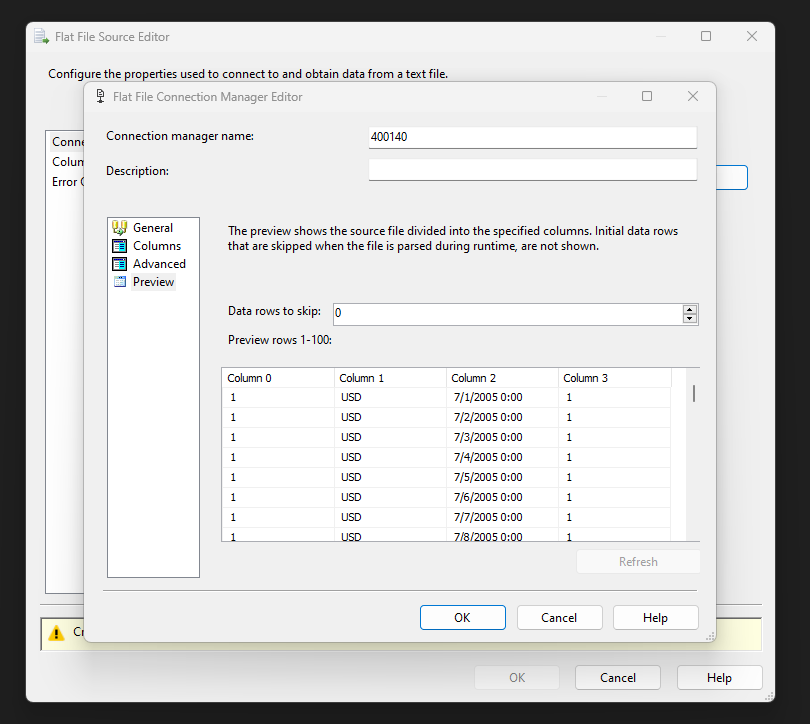 Flat File Source Editor
Configure the properties used to connect to and obtain data from a text file.
Flat File Connection Manager Editor
Connection manager name:
400140
Description:
General
Columns
Advanced
Preview
The preview shows the source file divided into the specified columns. Initial data rows
that are skipped when the file is parsed during runtime, are not shown.
Data rows to skip:
0
Preview rows 1-100:
Column 0 Column 1 Column 2 Column 3
1 USD 7/1/2005 0:00 1
1 USD 7/2/2005 0:00 1
1 USD 7/3/2005 0:00 1
1 USD 7/4/2005 0:00 1
1 USD 7/5/2005 0:00 1
1 USD 7/6/2005 0:00 1
1 USD 7/7/2005 0:00 1
1 USD 7/8/2005 0:00 1
Refresh
OK Cancel Help
Error
OK Cancel Help